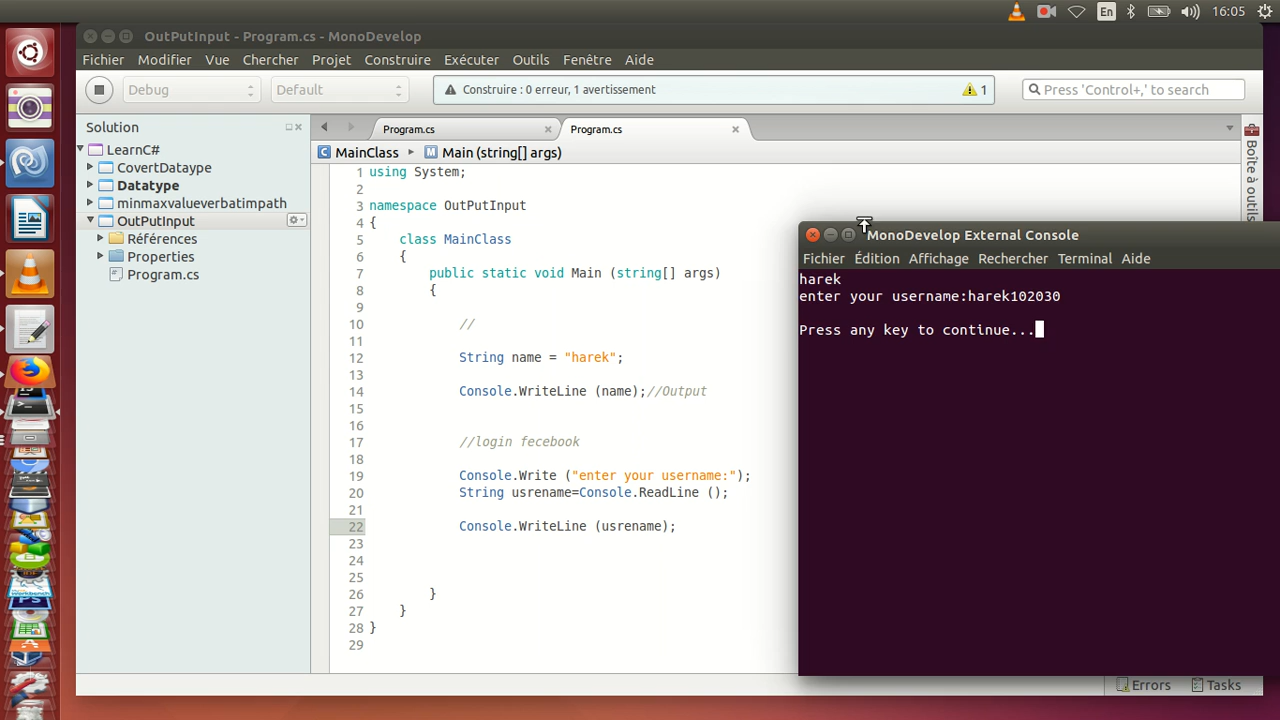 En
16:05
OutPutInput - Program.cs - MonoDevelop
Fichier Modifier Vue Chercher Projet Construire Exécuter Outils Fenêtre Aide
Debug
Default
Construire : 0 erreur, 1 avertissement
1
Press 'Control+,' to search
Solution
LearnC#
CovertDataype
Datatype
minmaxvalueverbatimpath
OutPutInput
Références
Properties
Program.cs
Program.cs
Program.cs
MainClass
Main (string[] args)
1 using System;
2
3 namespace OutPutInput
4 {
5 class MainClass
6 {
7 public static void Main (string[] args)
8 {
9
10 //
11
12 String name = "harek";
13
14 Console.WriteLine (name);//Output
15
16
17 //login fecebook
18
19 Console.Write ("enter your username:");
20 String usrename=Console.ReadLine ();
21
22 Console.WriteLine (usrename);
23
24
25
26 }
27 }
28 }
29
Boîte à outils
MonoDevelop External Console
Fichier Édition Affichage Rechercher Terminal Aide
harek
enter your username:harek102030
Press any key to continue...
Errors
Tasks